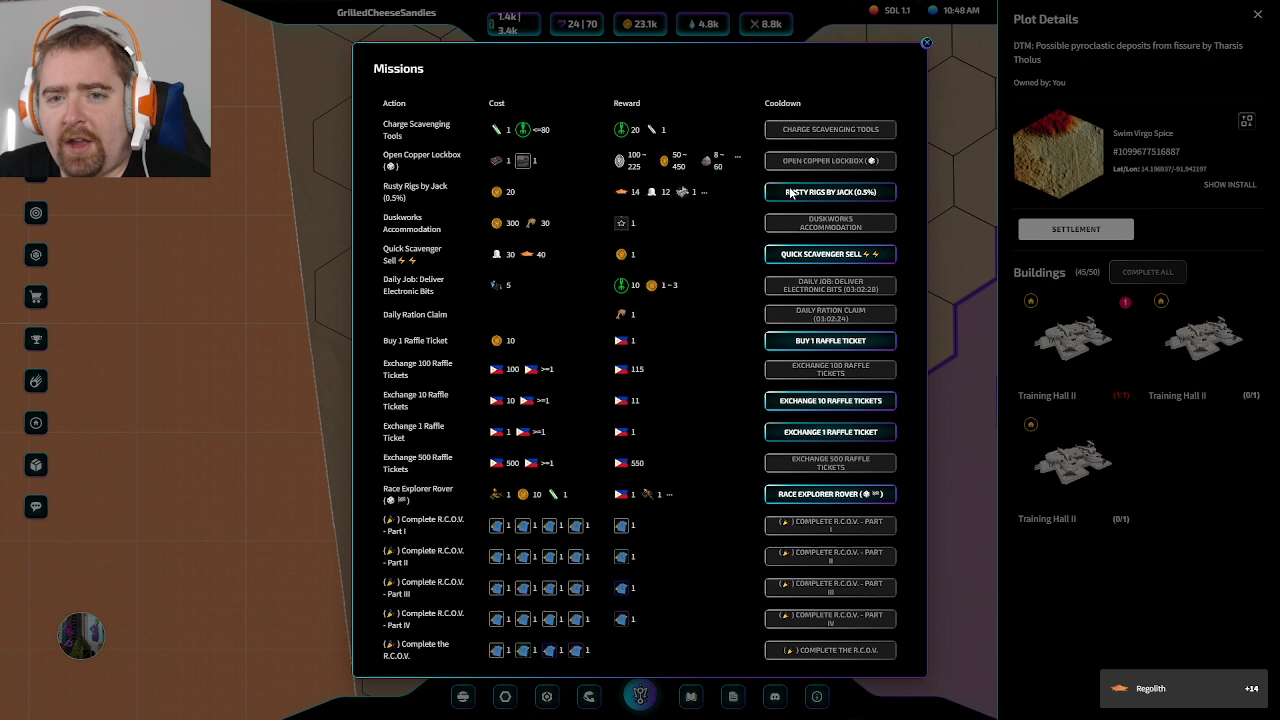 GrilledCheeseSandies
1.4k |
3.4k
24 | 70
23.1k
4.8k
8.8k
SOL 1.1
10:48 AM
Missions
Action
Cost
Reward
Cooldown
Charge Scavenging
Tools
1
<=80
20
1
CHARGE SCAVENGING TOOLS
Open Copper Lockbox
1
1
100 ~
225
50 ~
450
8 ~
60
...
OPEN COPPER LOCKBOX ( )
Rusty Rigs by Jack
(0.5%)
20
14
12
1
...
RUSTY RIGS BY JACK (0.5%)
Duskworks
Accommodation
300
30
1
DUSKWORKS
ACCOMMODATION
Quick Scavenger
Sell
30
40
1
QUICK SCAVENGER SELL
Daily Job: Deliver
Electronic Bits
5
10
1 ~ 3
DAILY JOB: DELIVER
ELECTRONIC BITS (03:02:28)
Daily Ration Claim
1
DAILY RATION CLAIM
(03:02:24)
Buy 1 Raffle Ticket
10
1
BUY 1 RAFFLE TICKET
Exchange 100 Raffle
Tickets
100
>=1
115
EXCHANGE 100 RAFFLE
TICKETS
Exchange 10 Raffle
Tickets
10
>=1
11
EXCHANGE 10 RAFFLE TICKETS
Exchange 1 Raffle
Ticket
1
>=1
1
EXCHANGE 1 RAFFLE TICKET
Exchange 500 Raffle
Tickets
500
>=1
550
EXCHANGE 500 RAFFLE
TICKETS
Race Explorer Rover
1
10
1
1
1
...
RACE EXPLORER ROVER ( )
( ) Complete R.C.O.V.
- Part I
1
1
1
1
1
( ) COMPLETE R.C.O.V. - PART
I
( ) Complete R.C.O.V.
- Part II
1
1
1
1
1
( ) COMPLETE R.C.O.V. - PART
II
( ) Complete R.C.O.V.
- Part III
1
1
1
1
1
( ) COMPLETE R.C.O.V. - PART
III
( ) Complete R.C.O.V.
- Part IV
1
1
1
1
1
( ) COMPLETE R.C.O.V. - PART
IV
( ) Complete the
R.C.O.V.
1
1
1
1
( ) COMPLETE THE R.C.O.V.
Plot Details
DTM: Possible pyroclastic deposits from fissure by Tharsis
Tholus
Owned by: You
Swim Virgo Spice
#1099677516887
Lat/Lon: 14.196937/-91.942197
SHOW INSTALL
SETTLEMENT
Buildings (45/50)
COMPLETE ALL
1
Training Hall II (1/1)
Training Hall II (0/1)
Training Hall II (0/1)
Regolith +14